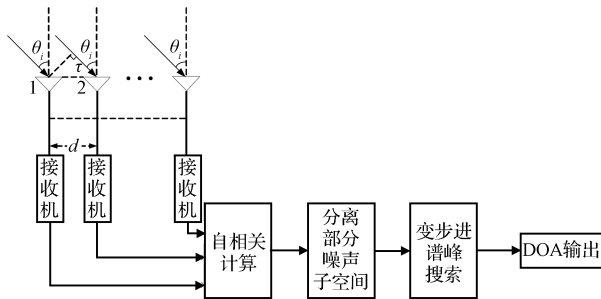 θi
θi
θi
τ
1
2
d
接收机
接收机
接收机
自相关
计算
分离
部分
噪声
子空间
变步进
谱峰
搜索
DOA输出